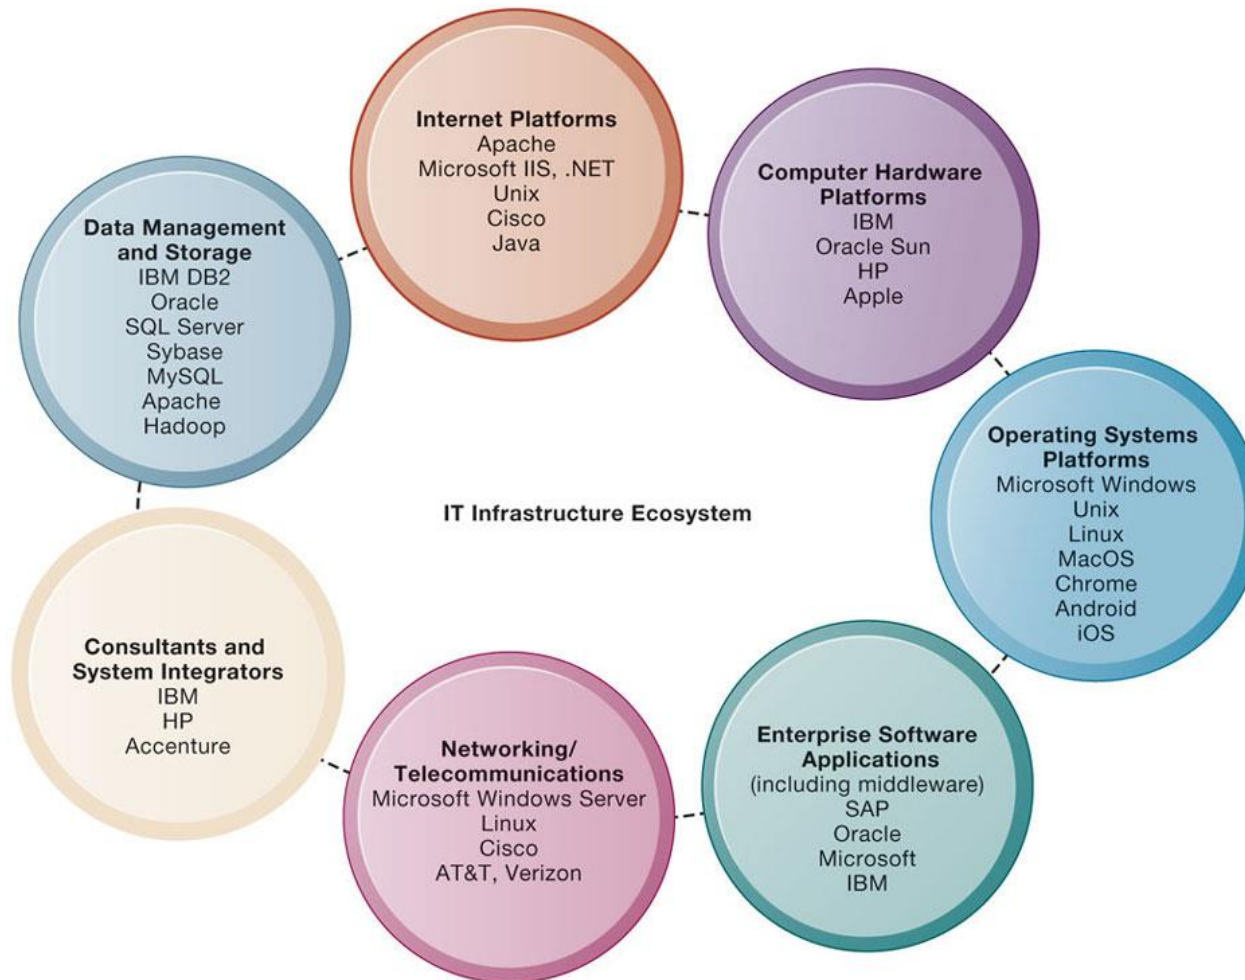 Internet Platforms
Apache
Microsoft IIS, .NET
Unix
Cisco
Java
Computer Hardware
Platforms
IBM
Oracle Sun
HP
Apple
Operating Systems
Platforms
Microsoft Windows
Unix
Linux
MacOS
Chrome
Android
iOS
Enterprise Software
Applications
(including middleware)
SAP
Oracle
Microsoft
IBM
Networking/
Telecommunications
Microsoft Windows Server
Linux
Cisco
AT&T, Verizon
Consultants and
System Integrators
IBM
HP
Accenture
Data Management
and Storage
IBM DB2
Oracle
SQL Server
Sybase
MySQL
Apache
Hadoop
IT Infrastructure Ecosystem